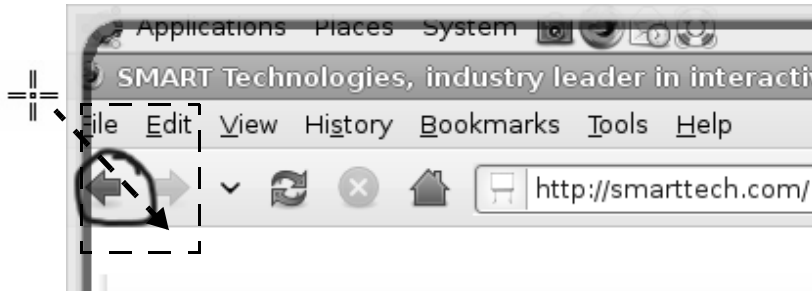 Applications Places System
SMART Technologies, industry leader in interacti
File Edit View History Bookmarks Tools Help
http://smarttech.com/